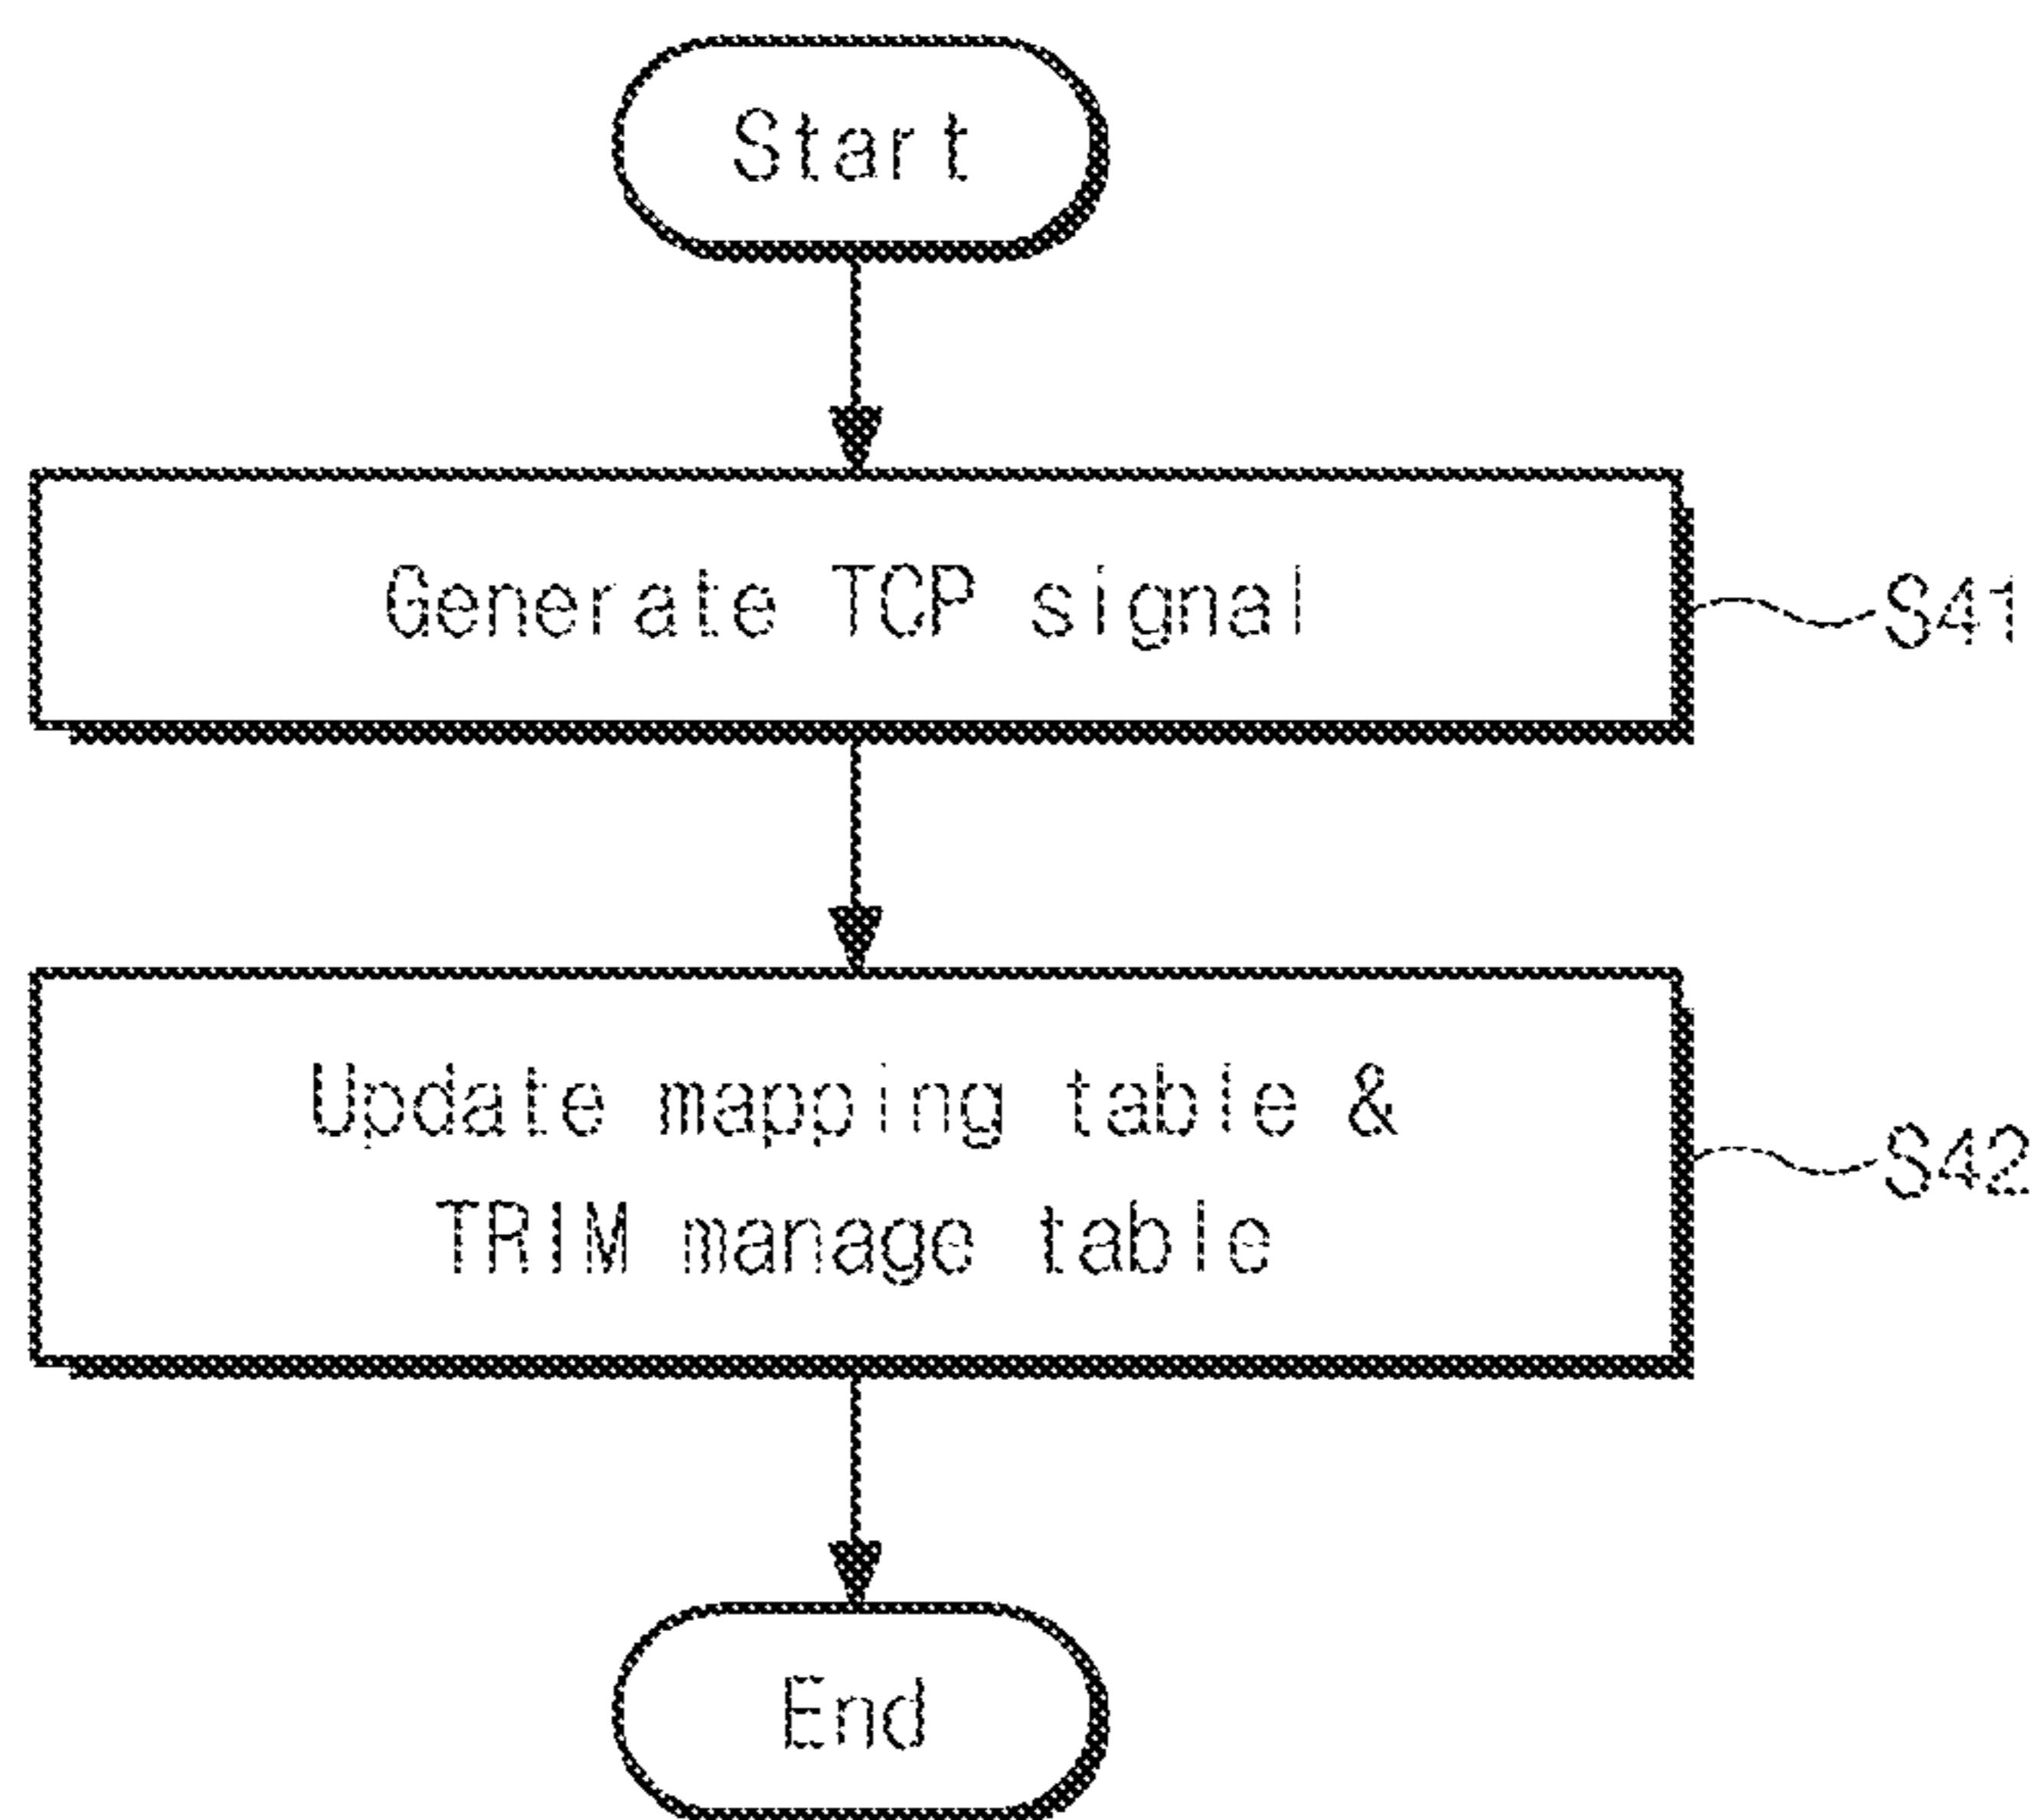 Start
Generate TCP signal
S41
Update mapping table &
TRIM manage table
S42
End